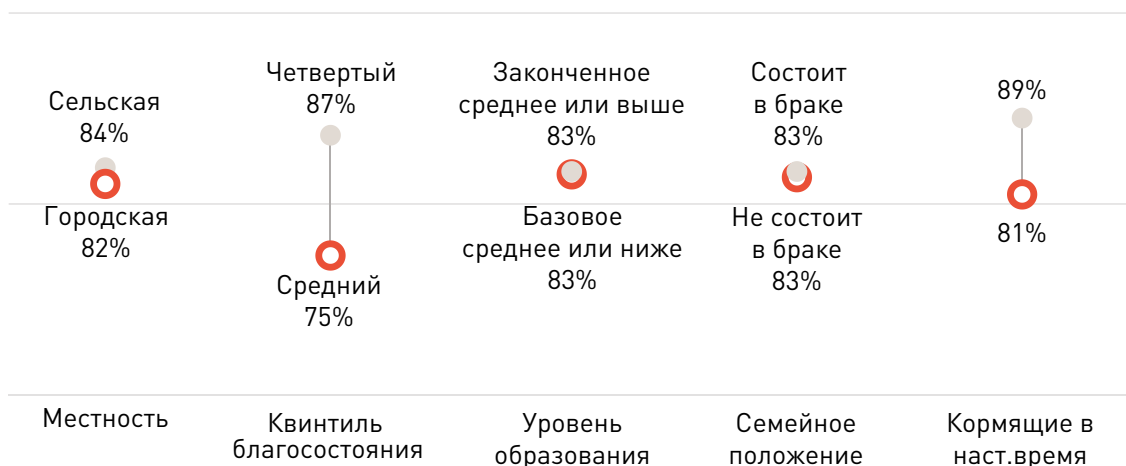 Сельская
84%
Городская
82%
Местность
Четвертый
87%
Средний
75%
Квинтиль
благосостояния
Законченное
среднее или выше
83%
Базовое
среднее или ниже
83%
Уровень
образования
Состоит
в браке
83%
Не состоит
в браке
83%
Семейное
положение
89%
81%
Кормящие в
наст.время